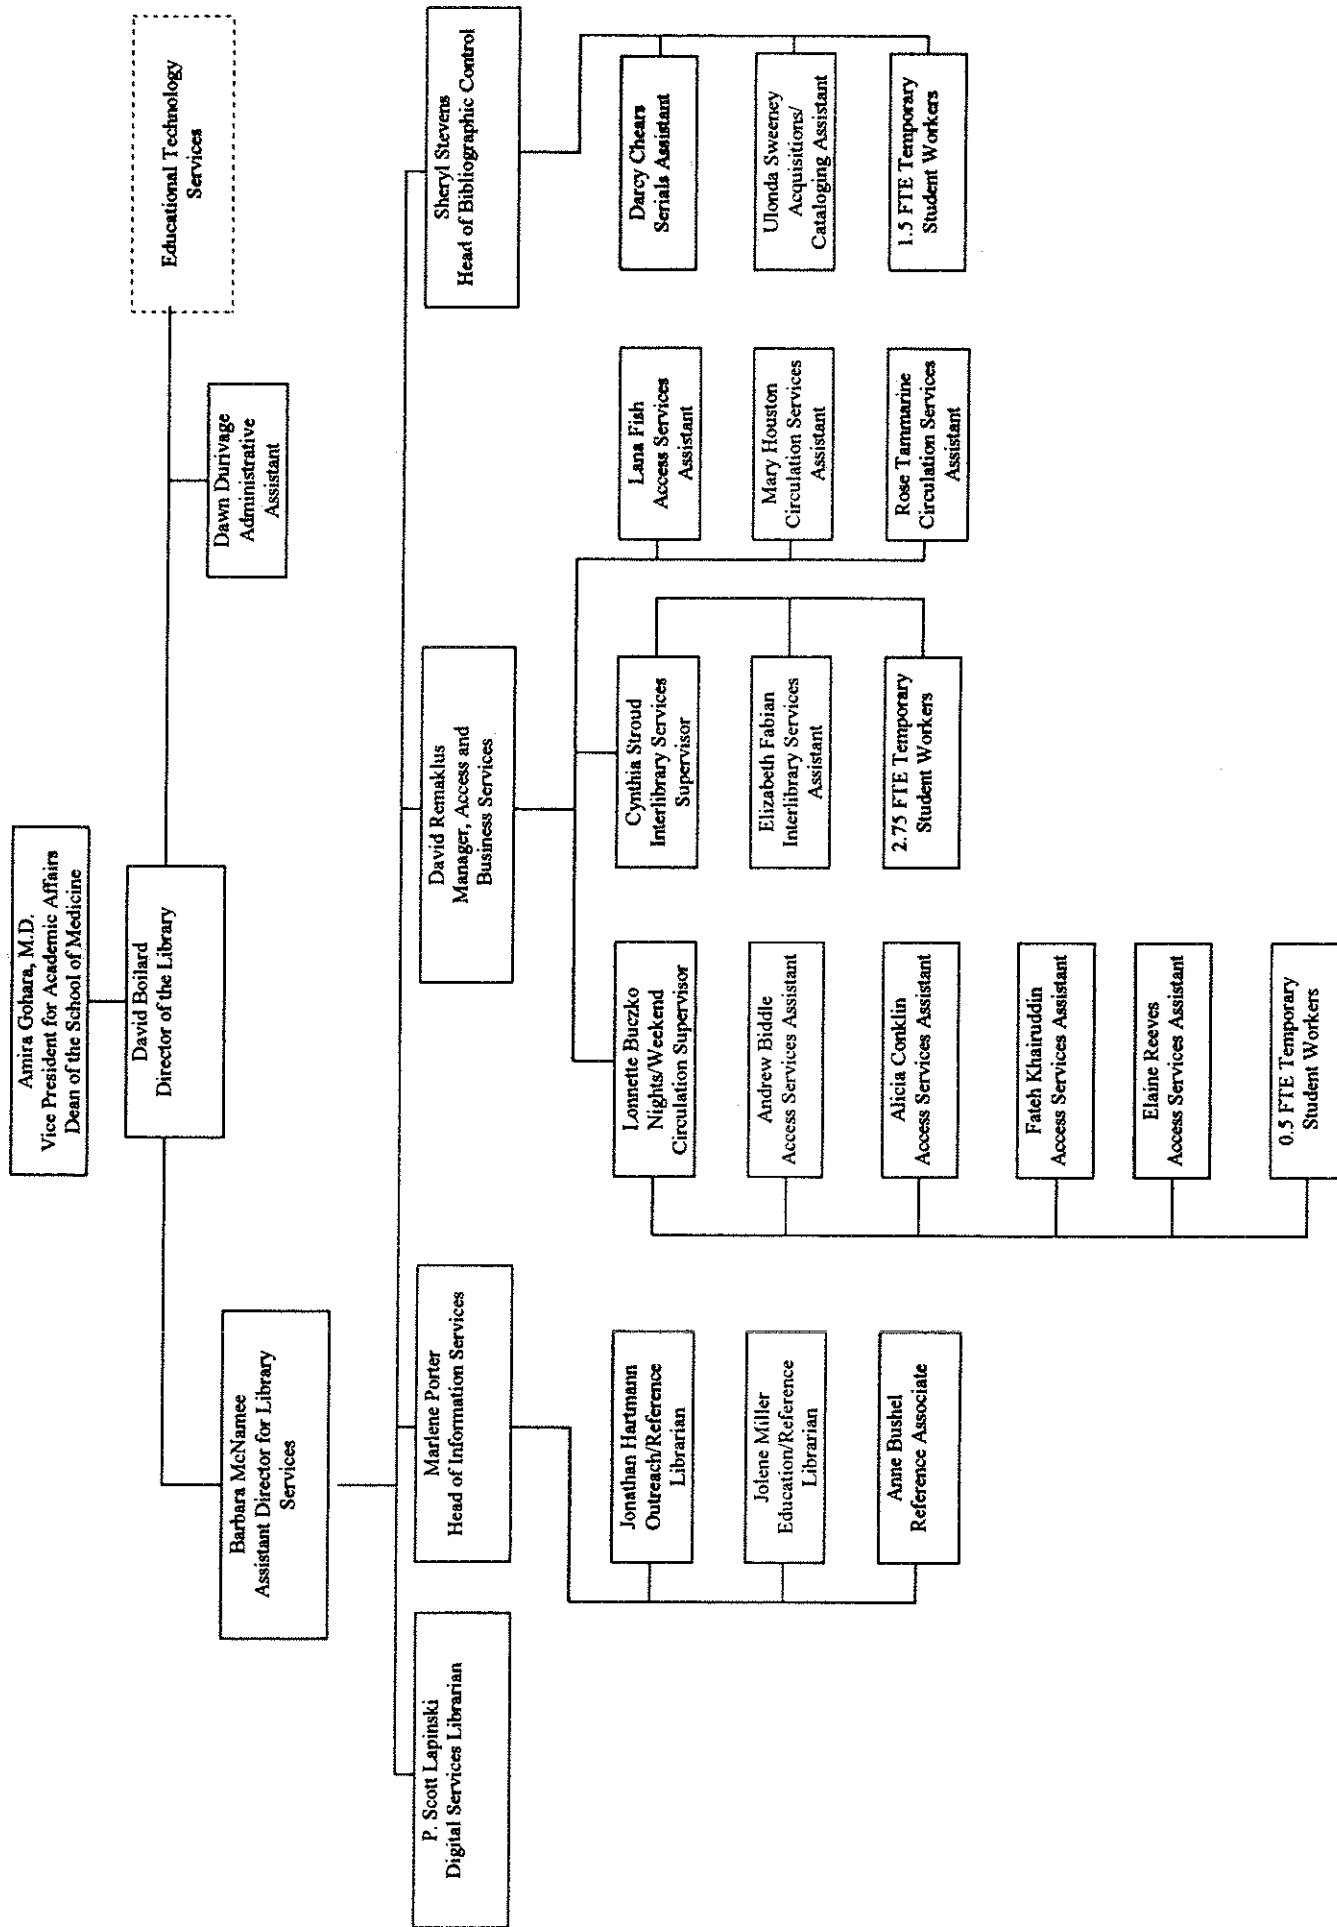 Amira Gohara, M.D.
Vice President for Academic Affairs
Dean of the School of Medicine
David Boilard
Director of the Library
Educational Technology
Services
Dawn Durivage
Administrative
Assistant
Barbara McNamee
Assistant Director for Library
Services
P. Scott Lapinski
Digital Services Librarian
Marlene Porter
Head of Information Services
David Remaklus
Manager, Access and
Business Services
Sheryl Stevens
Head of Bibliographic Control
Jonathan Hartmann
Outreach/Reference
Librarian
Jolene Miller
Education/Reference
Librarian
Anne Bushel
Reference Associate
Lonnette Buczko
Nights/Weekend
Circulation Supervisor
Andrew Biddle
Access Services Assistant
Alicia Conklin
Access Services Assistant
Fateh Khairuddin
Access Services Assistant
Elaine Reeves
Access Services Assistant
0.5 FTE Temporary
Student Workers
Cynthia Stroud
Interlibrary Services
Supervisor
Elizabeth Fabian
Interlibrary Services
Assistant
2.75 FTE Temporary
Student Workers
Lana Fish
Access Services
Assistant
Mary Houston
Circulation Services
Assistant
Rose Tammarine
Circulation Services
Assistant
Darcy Chears
Serials Assistant
Ulonda Sweeney
Acquisitions/
Cataloging Assistant
1.5 FTE Temporary
Student Workers